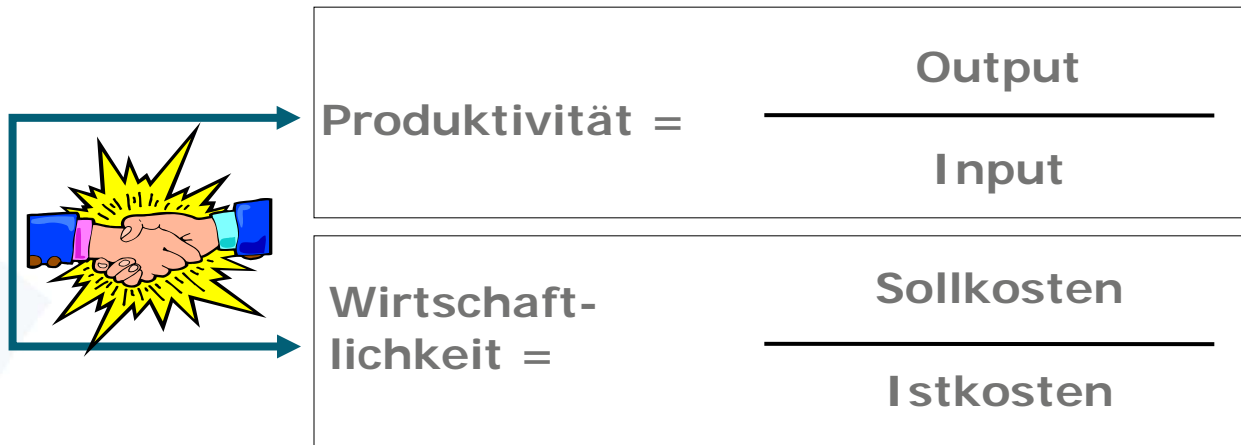 Output
Produktivität =
Input
Sollkosten
Wirtschaft-
lichkeit =
Istkosten